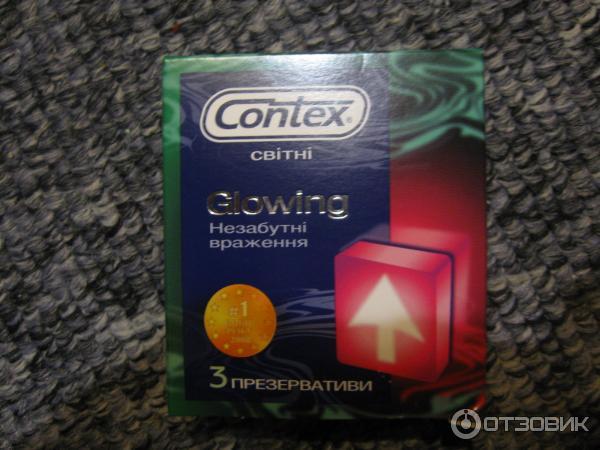 Contex®
СВІТНІ
Glowing
Незабутні
враження
#1
3 ПРЕЗЕРВАТИВИ
ОТЗОВИК